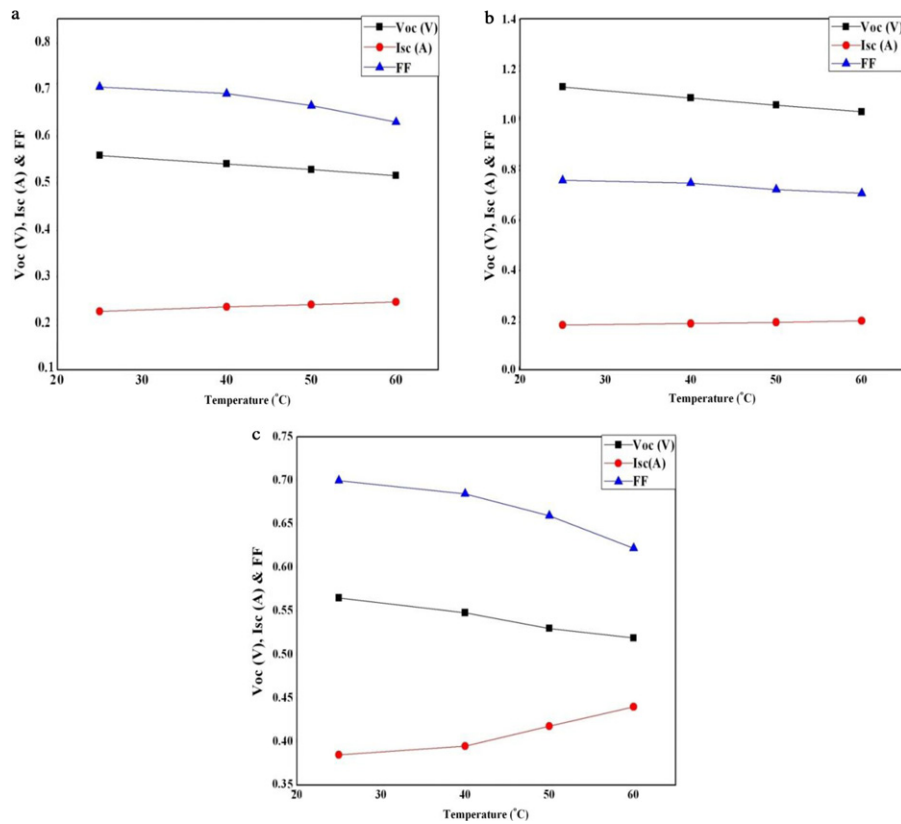 a
0.8
0.7
0.6
0.5
0.4
0.3
0.2
0.1
20 30 40 50 60
Voc (V), Isc (A) & FF
Temperature (°C)
Voc (V)
Isc (A)
FF
b
1.4
1.2
1.0
0.8
0.6
0.4
0.2
0.0
20 30 40 50 60
Voc (V), Isc (A) & FF
Temperature (°C)
Voc (V)
Isc (A)
FF
c
0.75
0.70
0.65
0.60
0.55
0.50
0.45
0.40
0.35
20 30 40 50 60
Voc (V), Isc (A) & FF
Temperature (°C)
Voc (V)
Isc(A)
FF